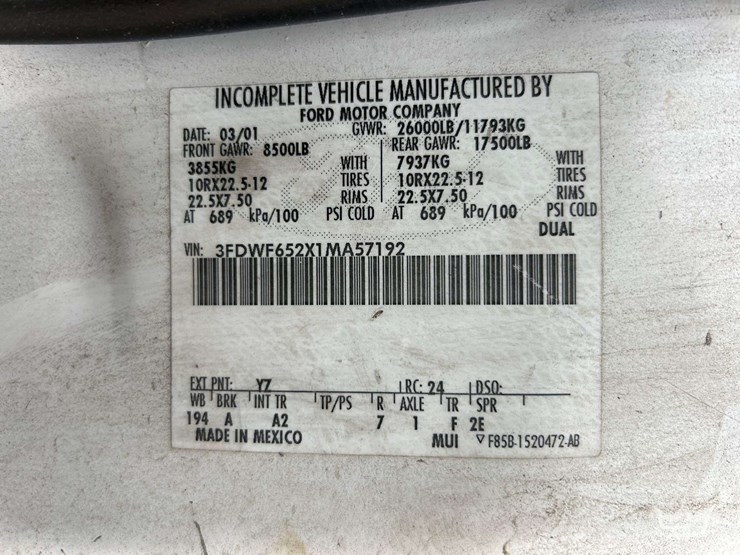 INCOMPLETE VEHICLE MANUFACTURED BY
FORD MOTOR COMPANY
DATE: 03/01 GVWR: 26000LB/11793KG
FRONT GAWR: 8500LB REAR GAWR: 17500LB
3855KG WITH 7937KG WITH
10RX22.5-12 TIRES 10RX22.5-12 TIRES
22.5X7.50 RIMS 22.5X7.50 RIMS
AT 689 kPa/100 PSI COLD AT 689 kPa/100 PSI COLD
DUAL
VIN: 3FDWF652X1MA57192
EXT PNT: YZ RC: 24 DSO:
WB BRK INT TR TP/PS R AXLE TR SPR
194 A A2 7 1 F 2E
MADE IN MEXICO MUI F85B-1520472-AB